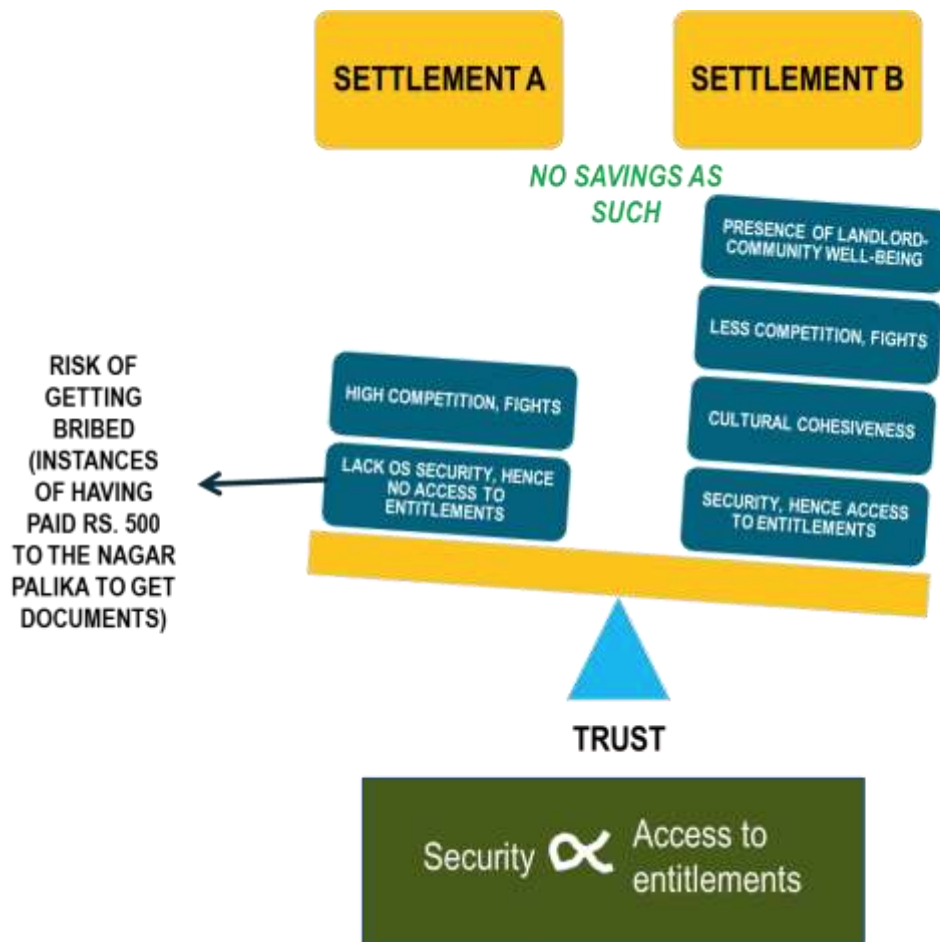 SETTLEMENT A
SETTLEMENT B
NO SAVINGS AS
SUCH
PRESENCE OF LANDLORD-
COMMUNITY WELL-BEING
LESS COMPETITION, FIGHTS
CULTURAL COHESIVENESS
SECURITY, HENCE ACCESS
TO ENTITLEMENTS
HIGH COMPETITION, FIGHTS
LACK OS SECURITY, HENCE
NO ACCESS TO
ENTITLEMENTS
RISK OF
GETTING
BRIBED
(INSTANCES
OF HAVING
PAID RS. 500
TO THE NAGAR
PALIKA TO GET
DOCUMENTS)
TRUST
Security ∝ Access to
entitlements